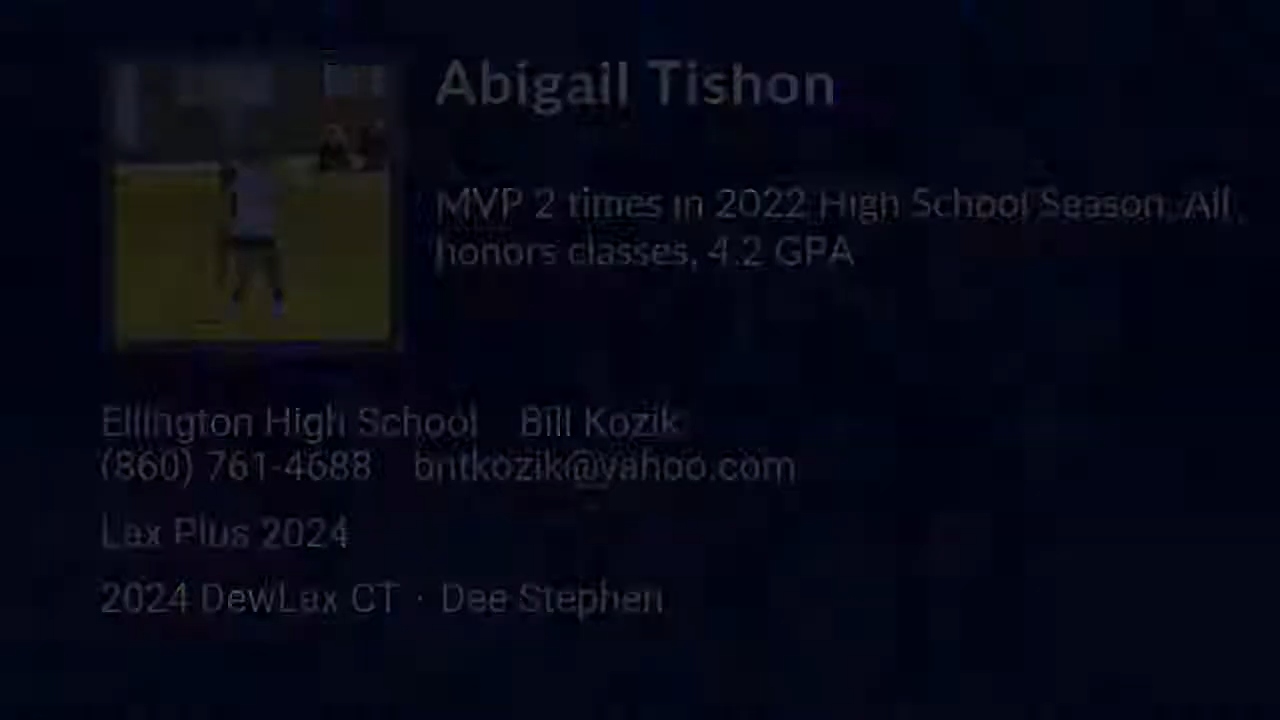 Abigail Tishon
MVP 2 times in 2022 High School Season. All
honors classes, 4.2 GPA
Ellington High School Bill Kozik
(860) 761-4688 bntkozik@yahoo.com
Lax Plus 2024
2024 DewLax CT · Dee Stephen